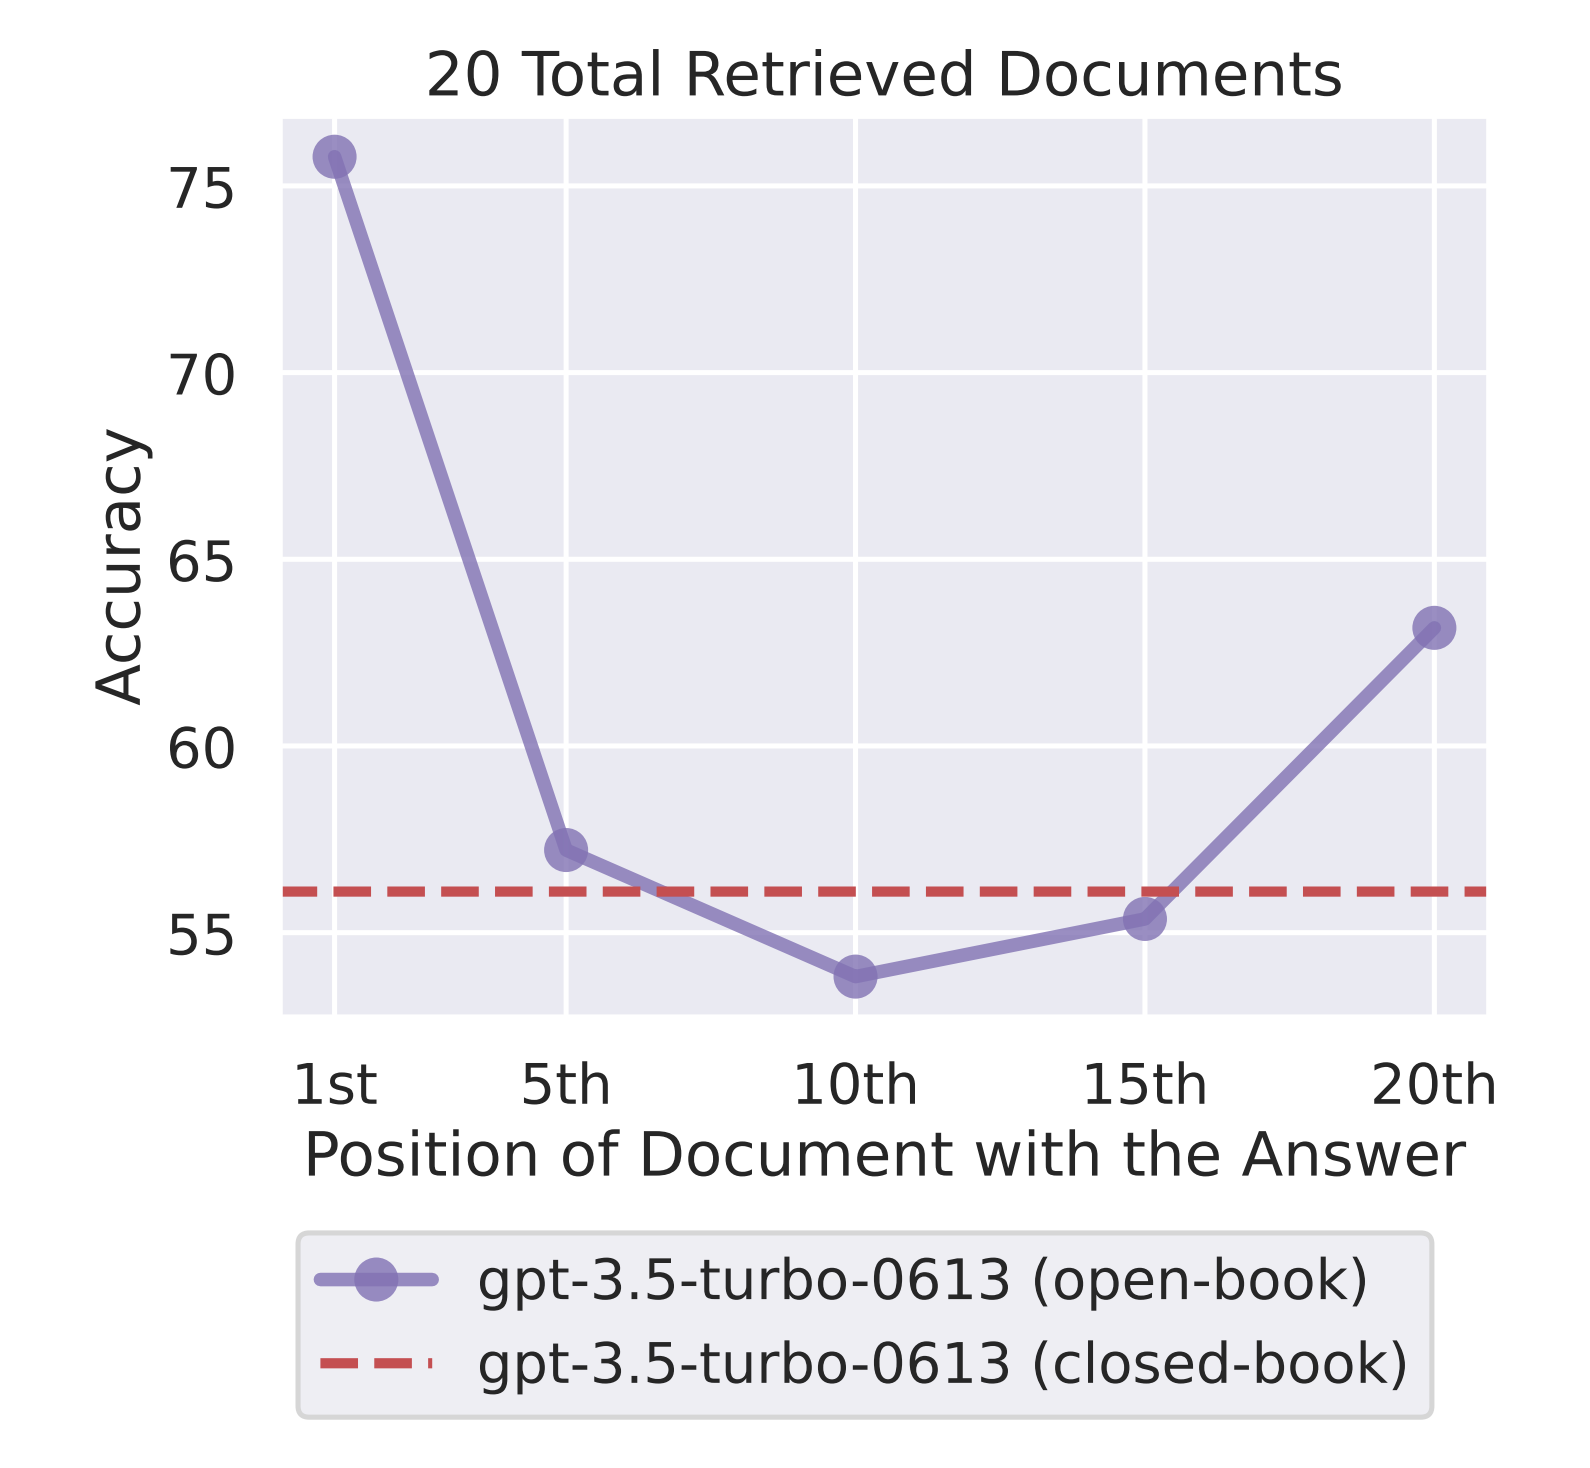 20 Total Retrieved Documents
75
70
65
60
55
Accuracy
1st 5th 10th 15th 20th
Position of Document with the Answer
gpt-3.5-turbo-0613 (open-book)
gpt-3.5-turbo-0613 (closed-book)